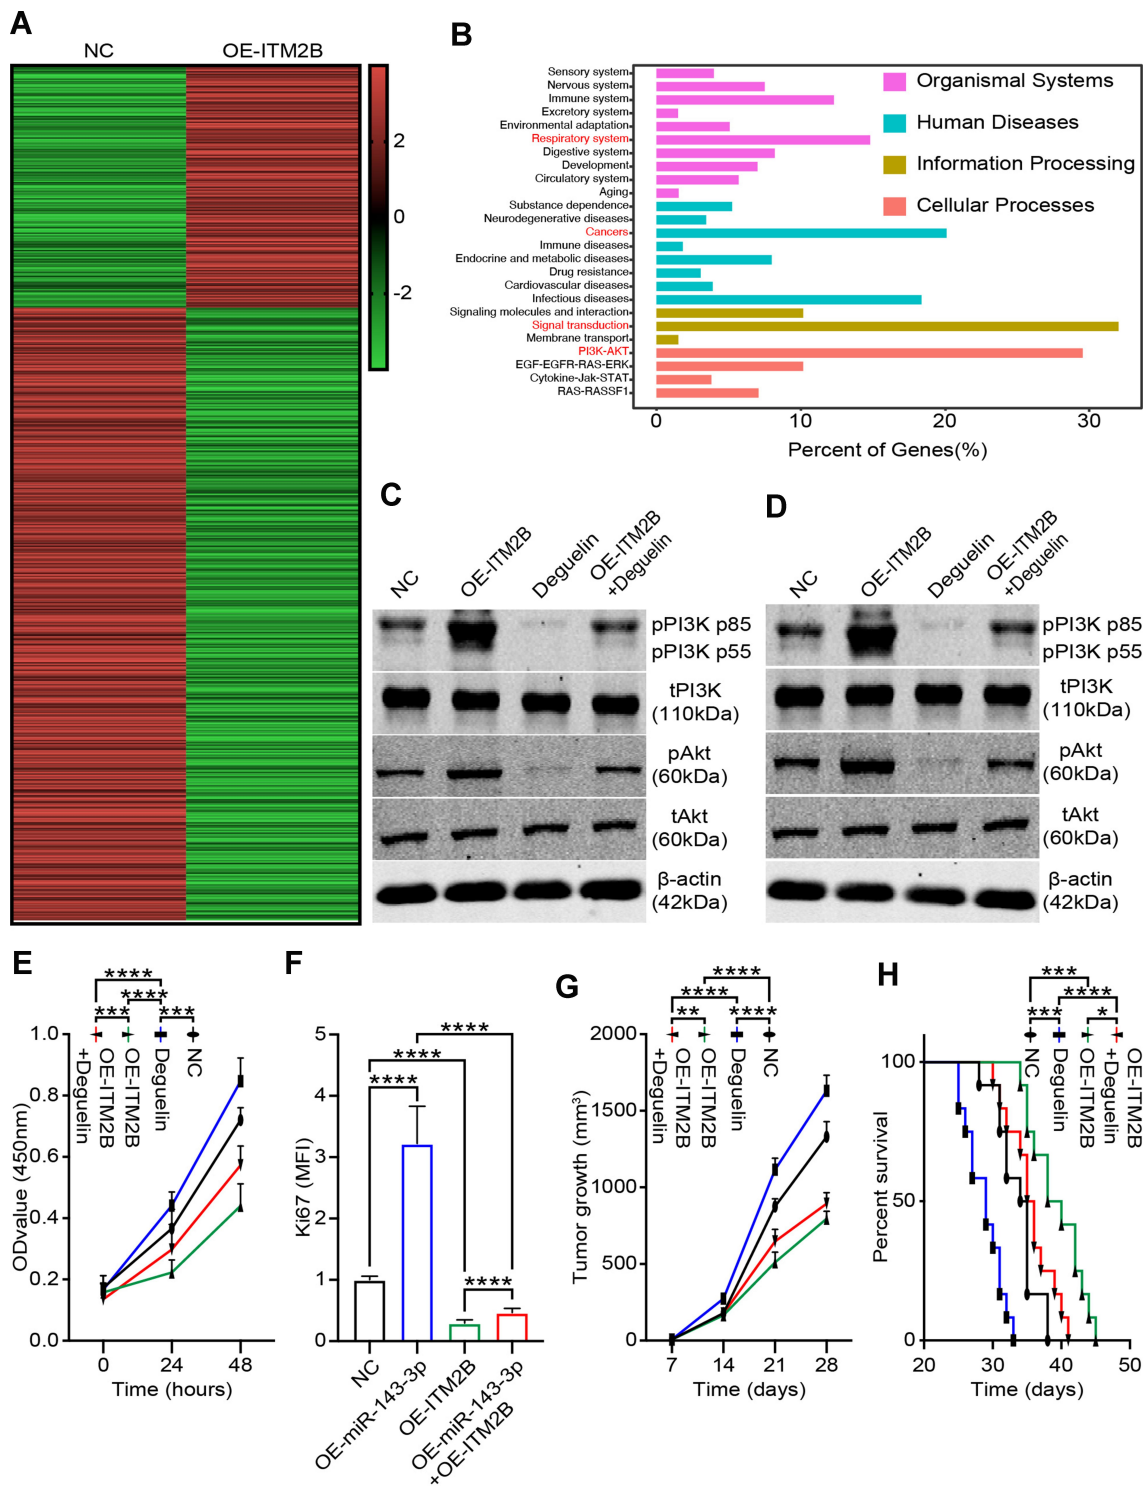 A
NC
OE-ITM2B
2
0
-2
B
Sensory system
Nervous system
Immune system
Excretory system
Environmental adaptation
Respiratory system
Digestive system
Development
Circulatory system
Aging
Substance dependence
Neurodegenerative diseases
Cancers
Immune diseases
Endocrine and metabolic diseases
Drug resistance
Cardiovascular diseases
Infectious diseases
Signaling molecules and interaction
Signal transduction
Membrane transport
PI3K-AKT
EGF-EGFR-RAS-ERK
Cytokine-Jak-STAT
RAS-RASSF1
Organismal Systems
Human Diseases
Information Processing
Cellular Processes
0
10
20
30
Percent of Genes(%)
C
NC
OE-ITM2B
Deguelin
OE-ITM2B
+Deguelin
pPI3K p85
pPI3K p55
tPI3K
(110kDa)
pAkt
(60kDa)
tAkt
(60kDa)
β-actin
(42kDa)
D
NC
OE-ITM2B
Deguelin
OE-ITM2B
+Deguelin
pPI3K p85
pPI3K p55
tPI3K
(110kDa)
pAkt
(60kDa)
tAkt
(60kDa)
β-actin
(42kDa)
E
****
****
***
***
OE-ITM2B
+Deguelin
OE-ITM2B
Deguelin
NC
ODvalue (450nm)
1.0
0.8
0.6
0.4
0.2
0.0
0
24
48
Time (hours)
F
****
****
****
****
Ki67 (MFI)
5
4
3
2
1
0
NC
OE-miR-143-3p
OE-ITM2B
OE-miR-143-3p
+OE-ITM2B
G
****
****
**
****
OE-ITM2B
+Deguelin
OE-ITM2B
Deguelin
NC
Tumor growth (mm³)
2000
1500
1000
500
0
7
14
21
28
Time (days)
H
***
****
***
*
NC
Deguelin
OE-ITM2B
OE-ITM2B
+Deguelin
Percent survival
100
50
0
20
30
40
50
Time (days)